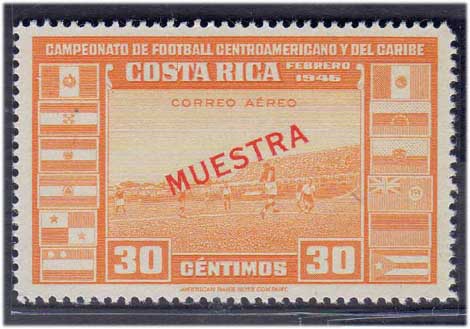 CAMPEONATO DE FOOTBALL CENTROAMERICANO Y DEL CARIBE
COSTA RICA FEBRERO 1946
CORREO AÉREO
MUESTRA
30 CÉNTIMOS 30
AMERICAN BANK NOTE COMPANY